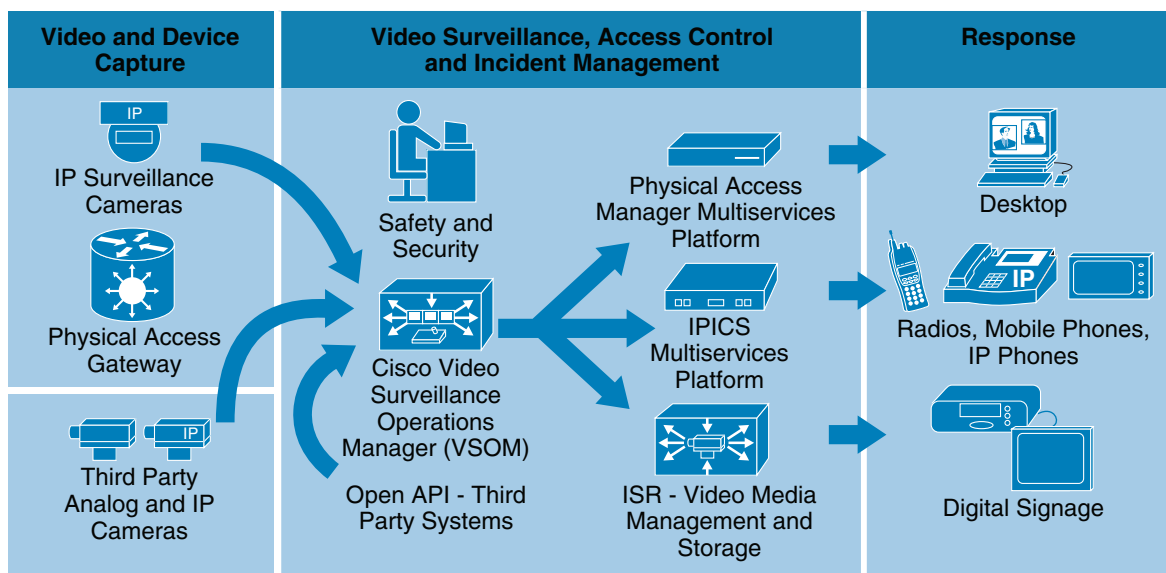 Video and Device
Capture
Video Surveillance, Access Control
and Incident Management
Response
IP
IP Surveillance
Cameras
Physical Access
Gateway
IP
Third Party
Analog and IP
Cameras
Safety and
Security
Cisco Video
Surveillance
Operations
Manager (VSOM)
Open API - Third
Party Systems
Physical Access
Manager Multiservices
Platform
IPICS
Multiservices
Platform
ISR - Video Media
Management and
Storage
Desktop
IP
Radios, Mobile Phones,
IP Phones
Digital Signage